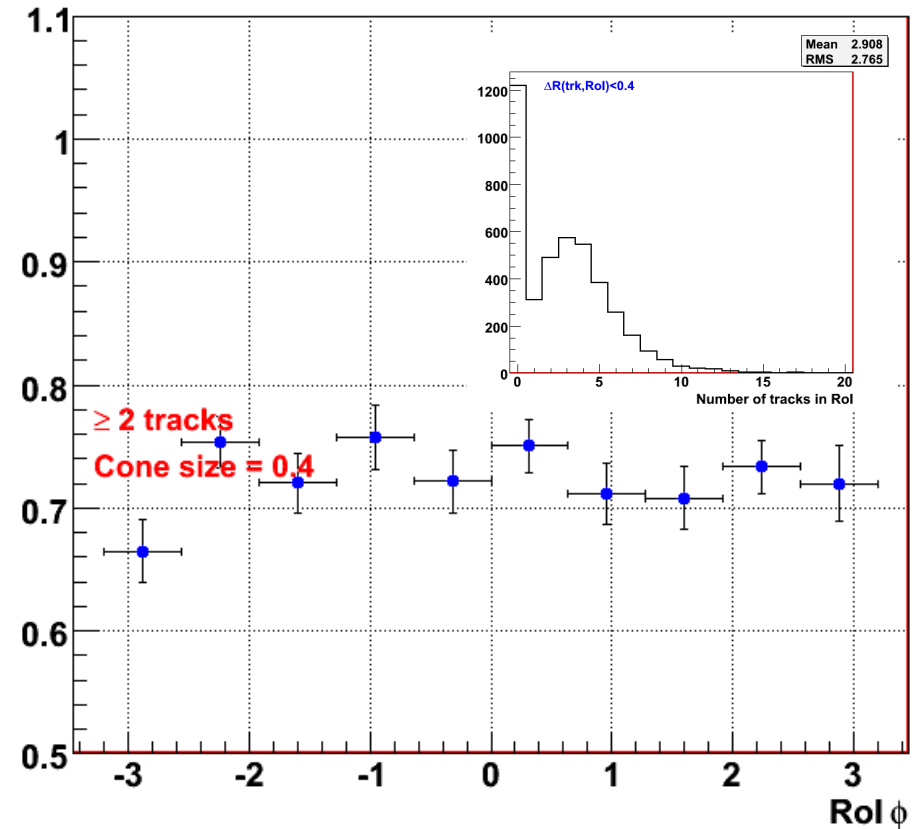 1.1
1
0.9
0.8
0.7
0.6
0.5
-3 -2 -1 0 1 2 3
RoI ϕ
≥ 2 tracks
Cone size = 0.4
Mean 2.908
RMS 2.765
ΔR(trk,RoI)<0.4
1200
1000
800
600
400
200
0
0 5 10 15 20
Number of tracks in RoI